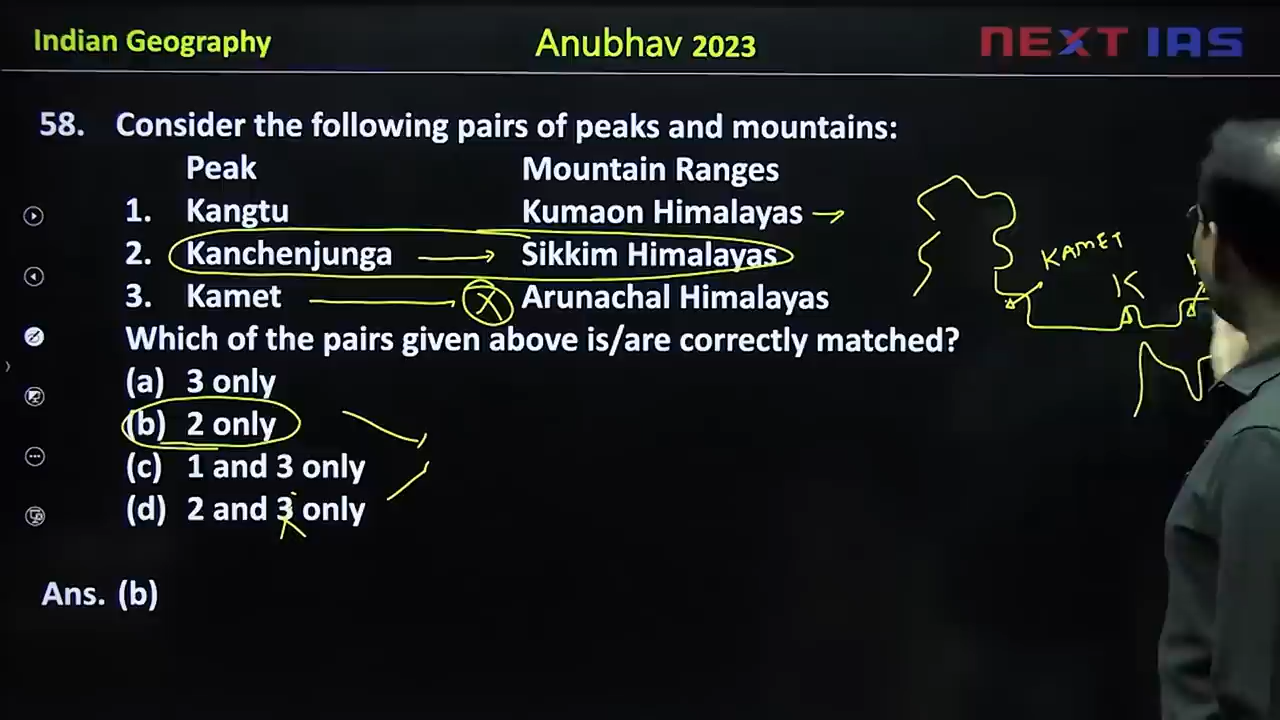 Indian Geography
Anubhav 2023
NEXT IAS
58. Consider the following pairs of peaks and mountains:
Peak Mountain Ranges
1. Kangtu Kumaon Himalayas
2. Kanchenjunga Sikkim Himalayas
3. Kamet Arunachal Himalayas
KAMET
K
Which of the pairs given above is/are correctly matched?
(a) 3 only
(b) 2 only
(c) 1 and 3 only
(d) 2 and 3 only
Ans. (b)